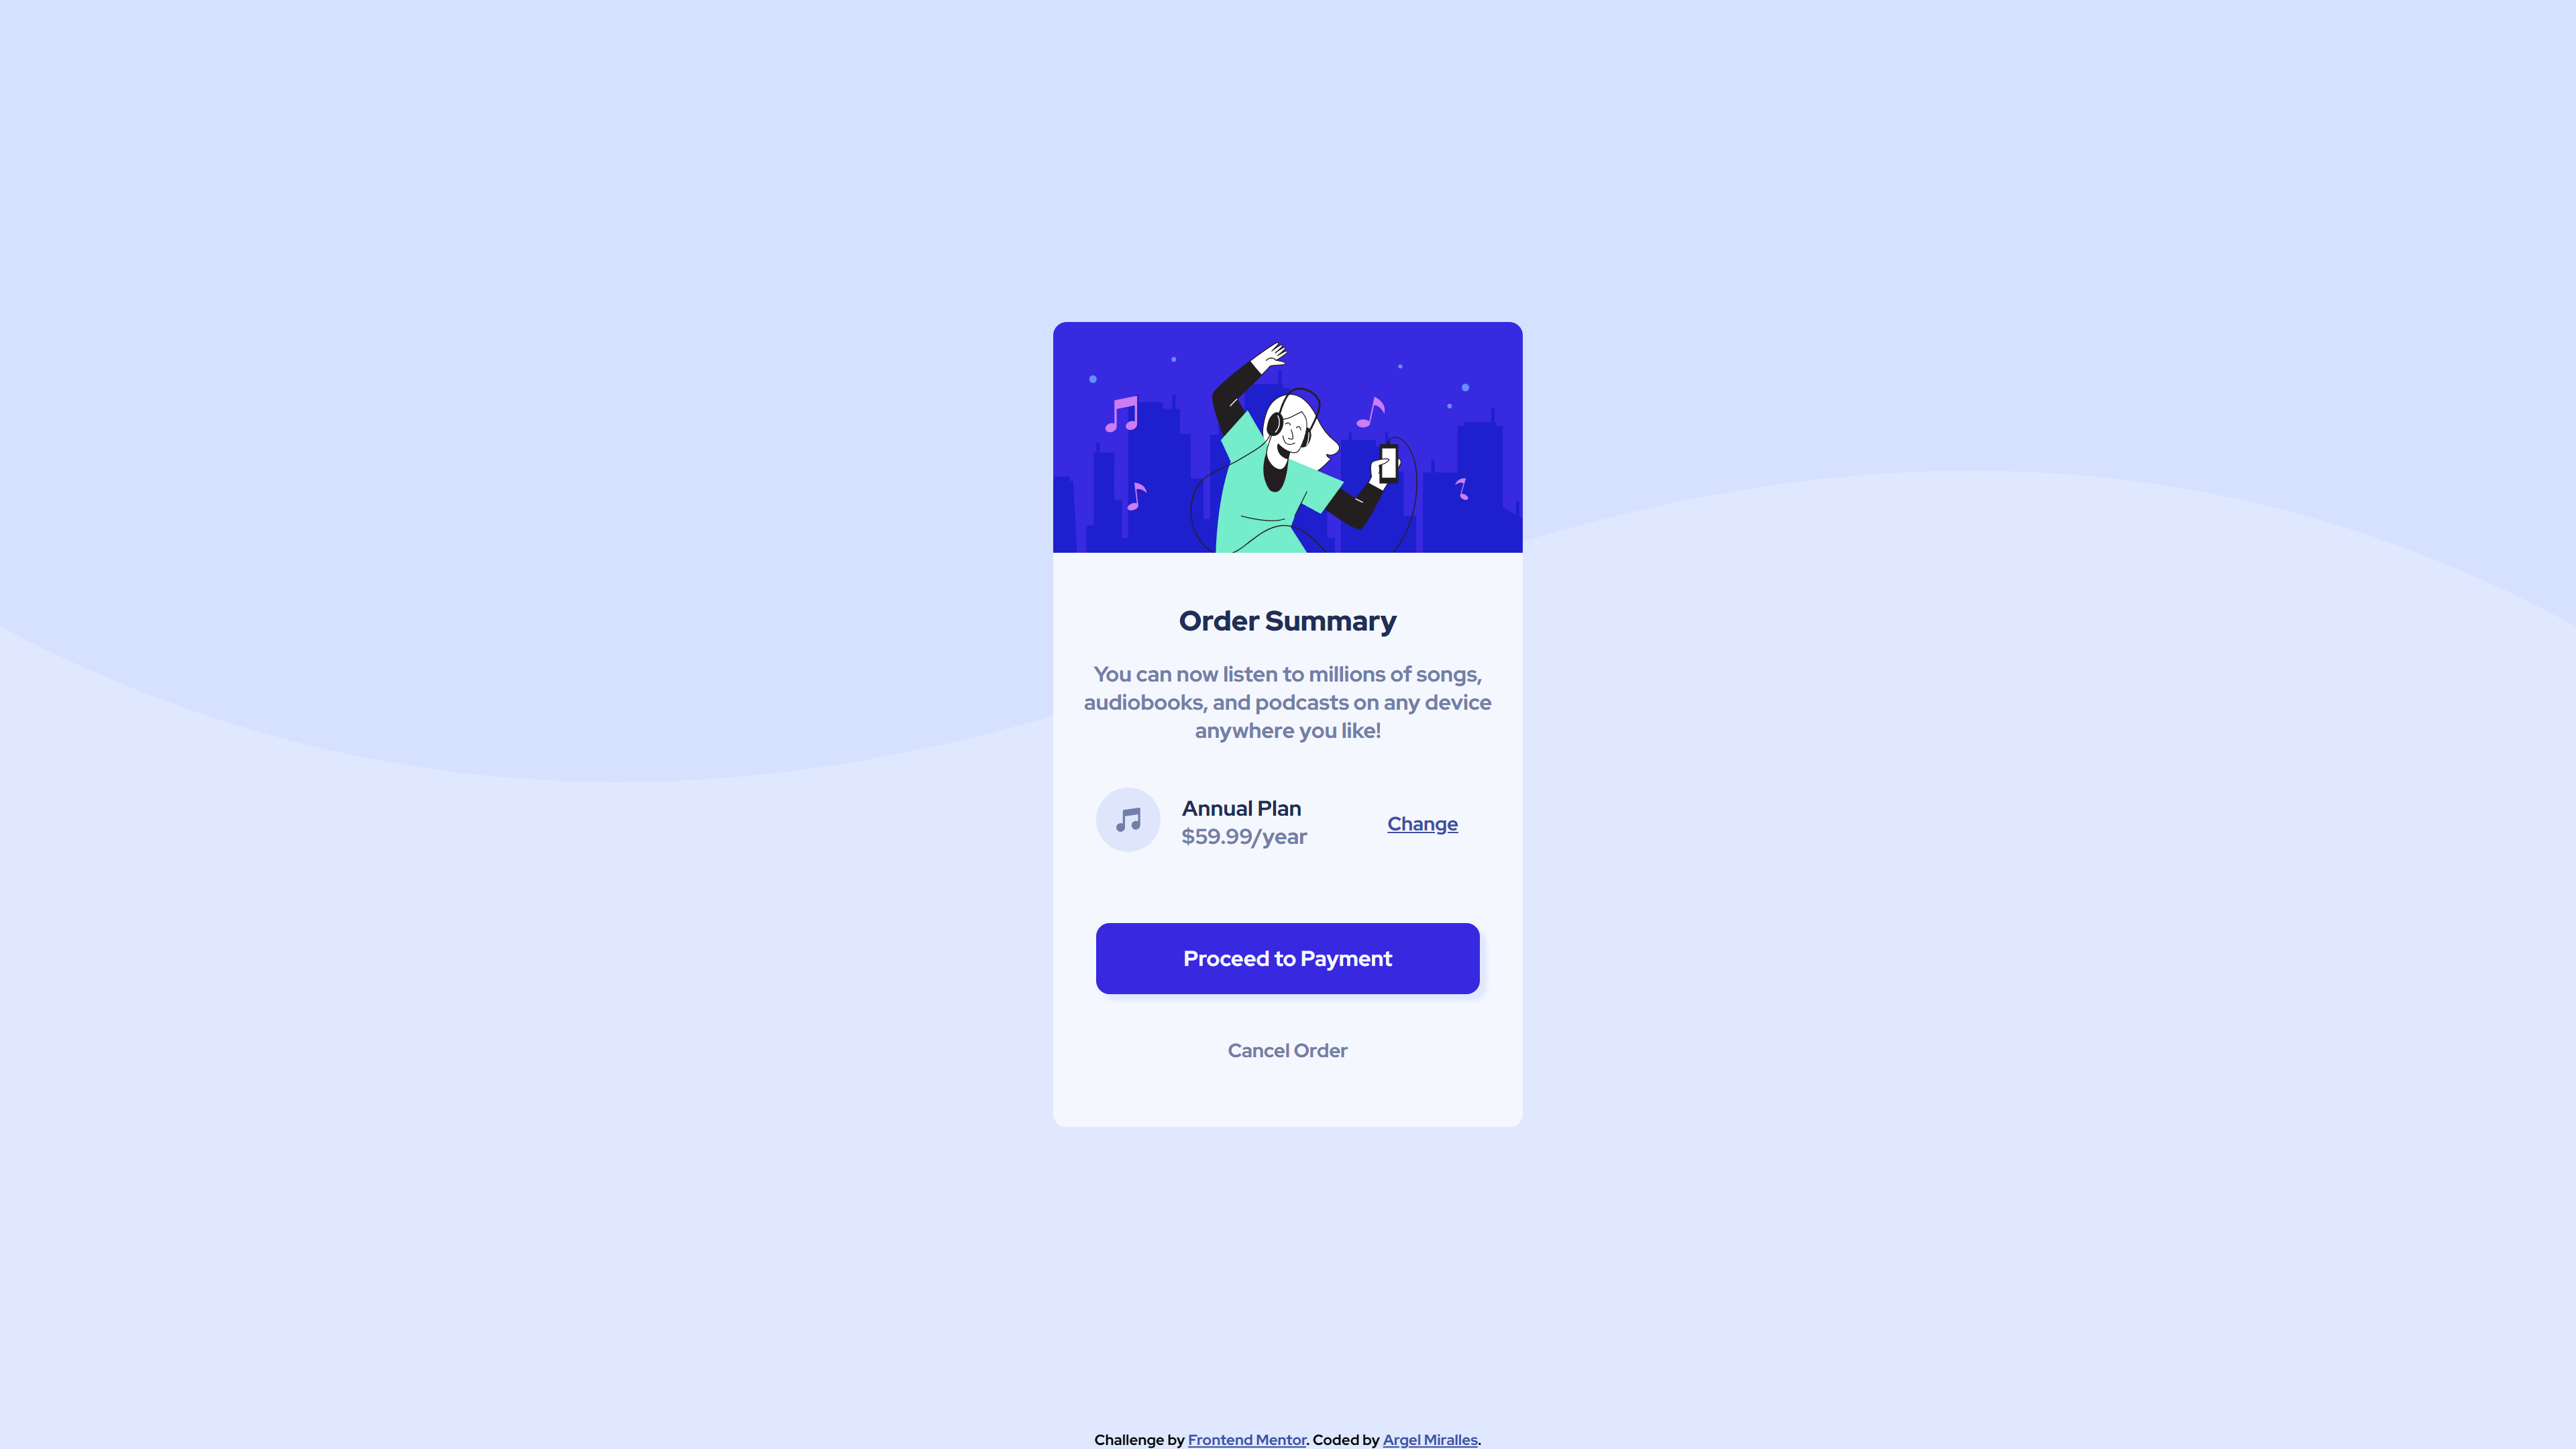 Order Summary
You can now listen to millions of songs,
audiobooks, and podcasts on any device
anywhere you like!
Annual Plan
$59.99/year
Change
Proceed to Payment
Cancel Order
Challenge by Frontend Mentor. Coded by Argel Miralles.